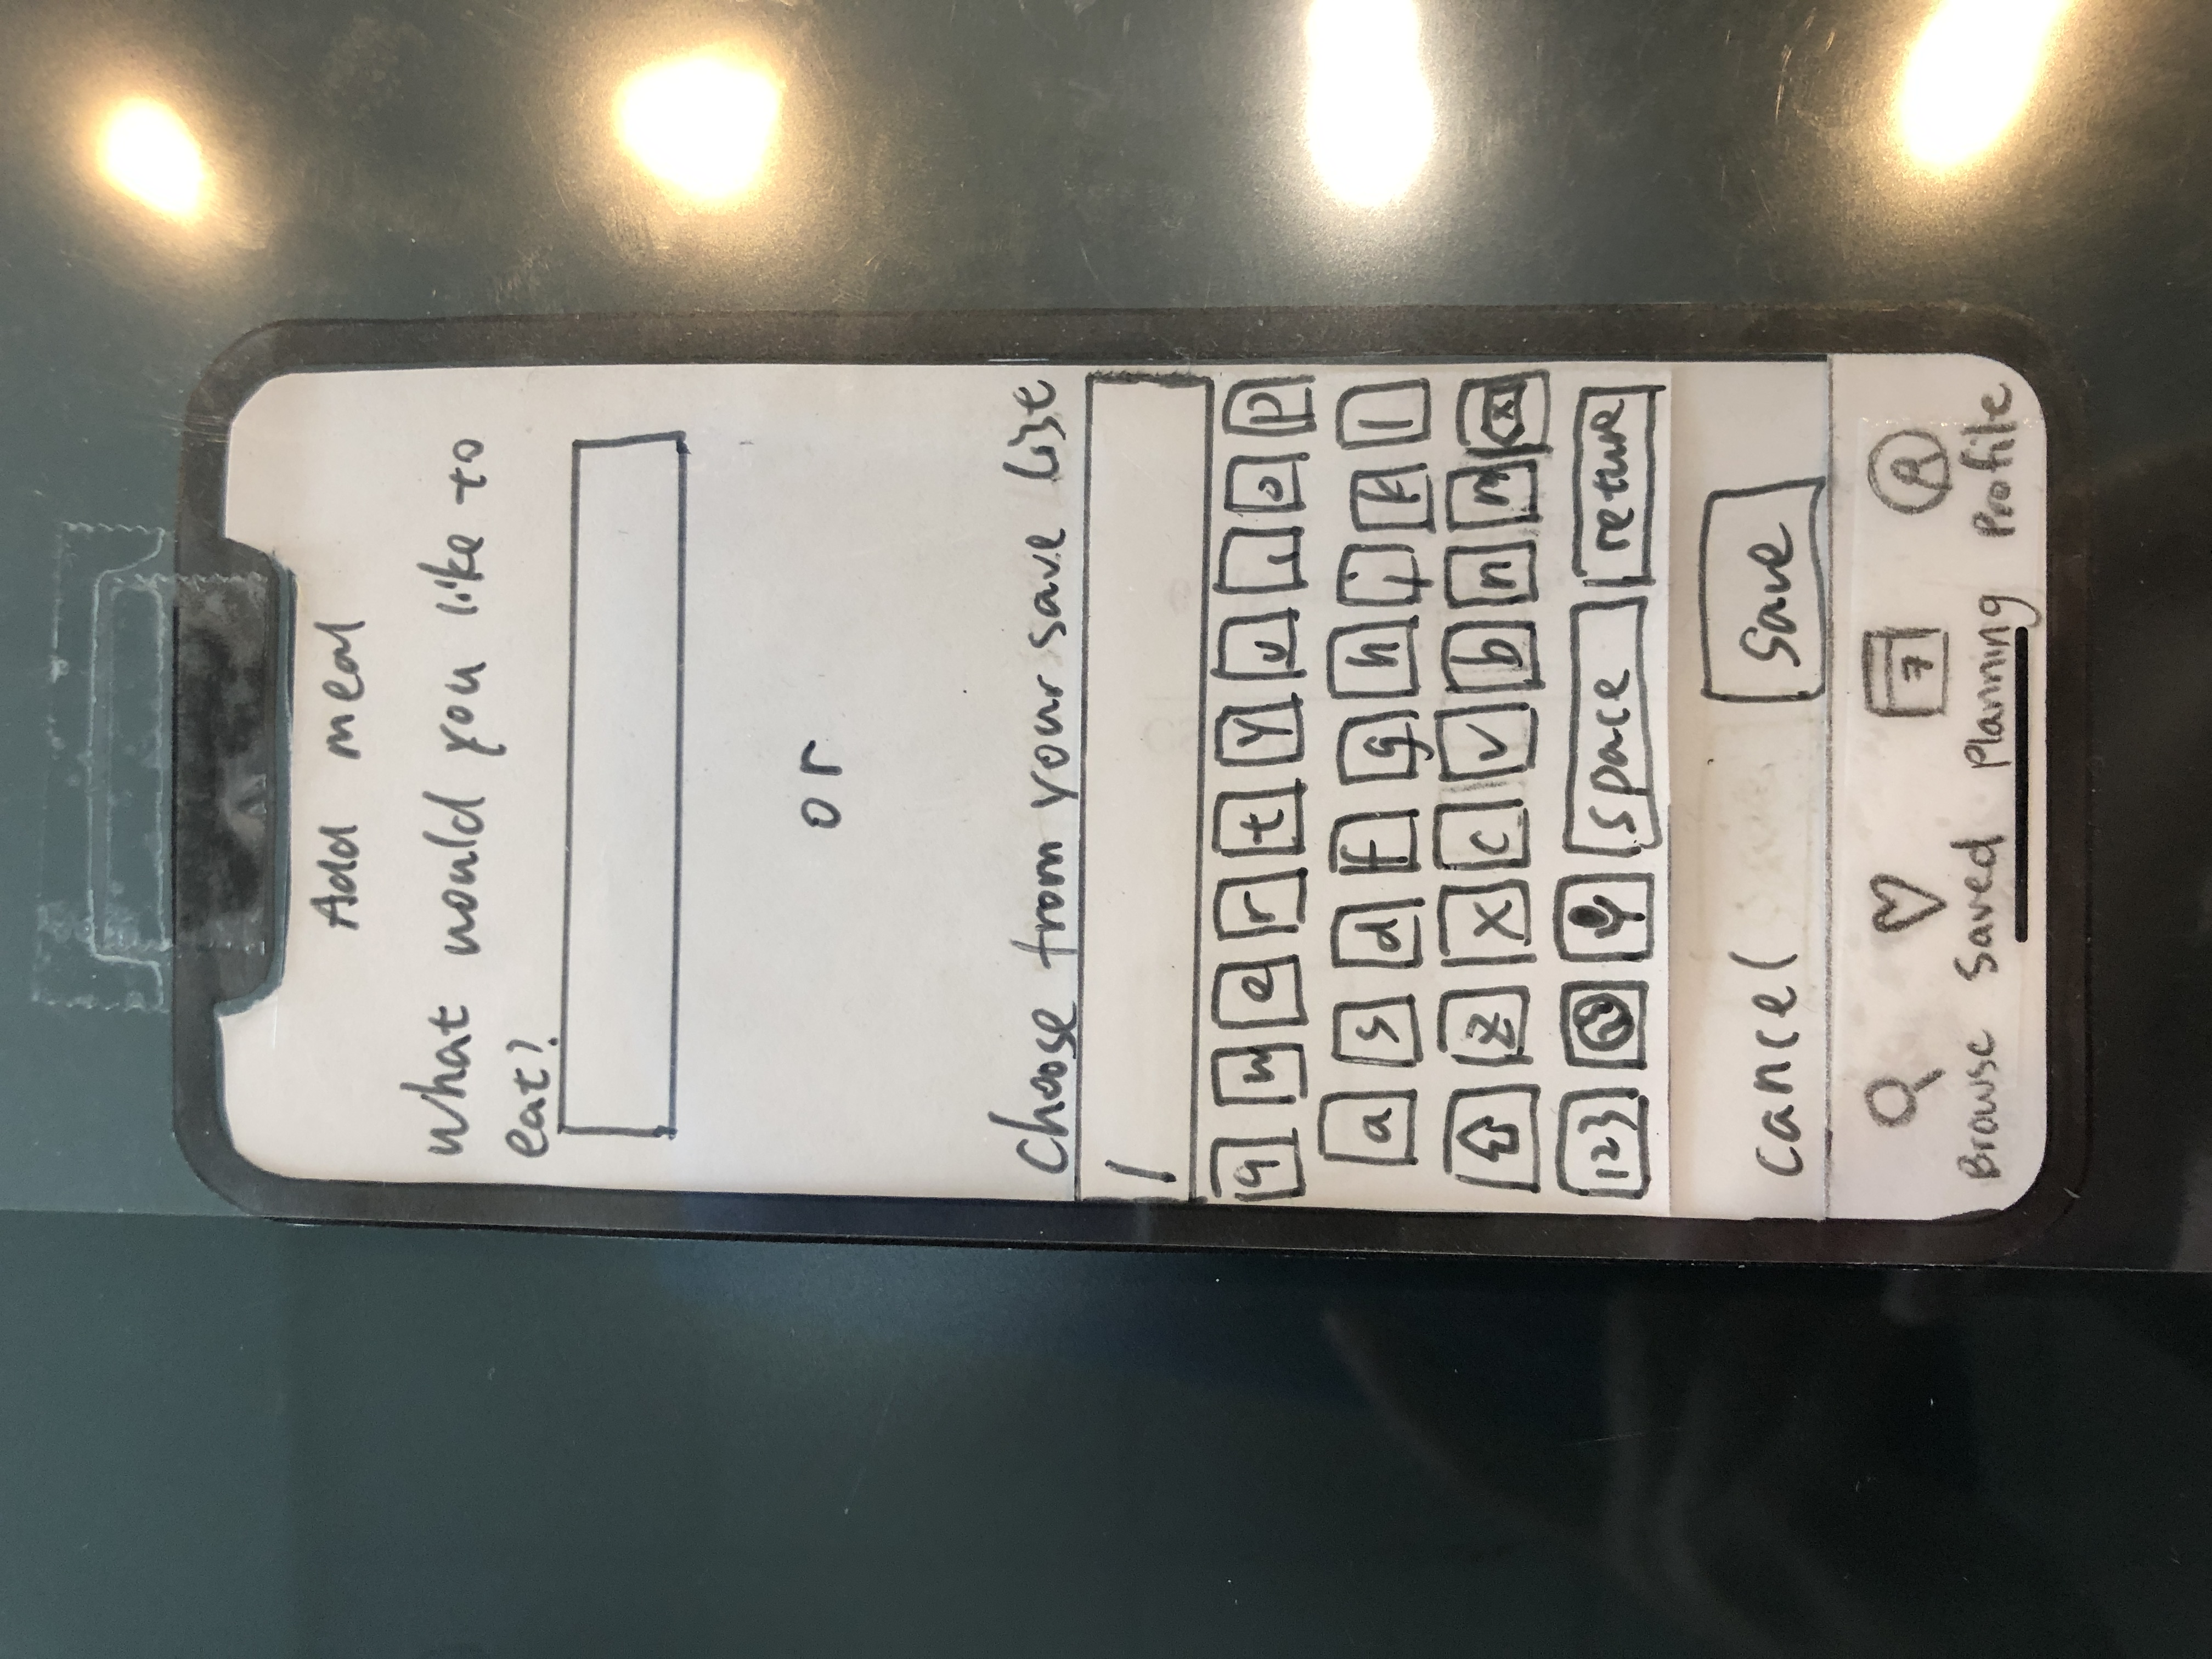 Add meal
What would you like to
eat?
or
Choose from your save list
q w e r t y u i o p
a s d f g h j k l
z x c v b n m
123 space return
cancel save
7
Browse Saved Planning Profile